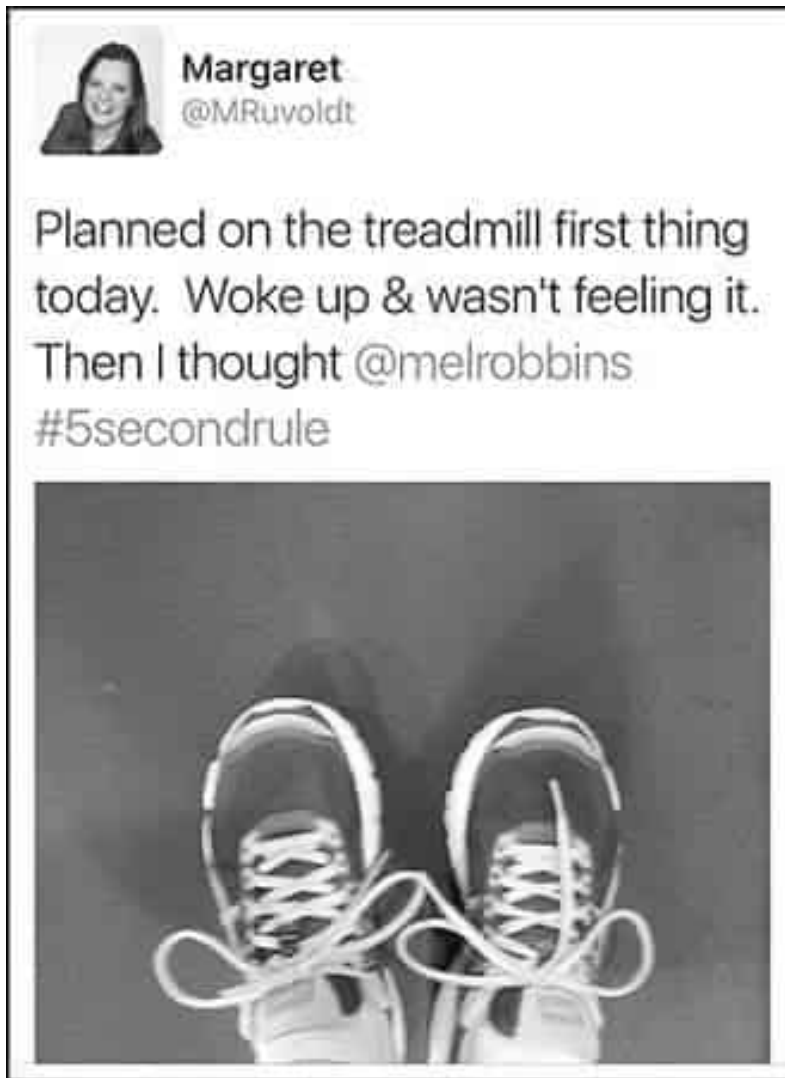 Margaret
@MRuvoldt
Planned on the treadmill first thing
today. Woke up & wasn't feeling it.
Then I thought @melrobbins
#5secondrule